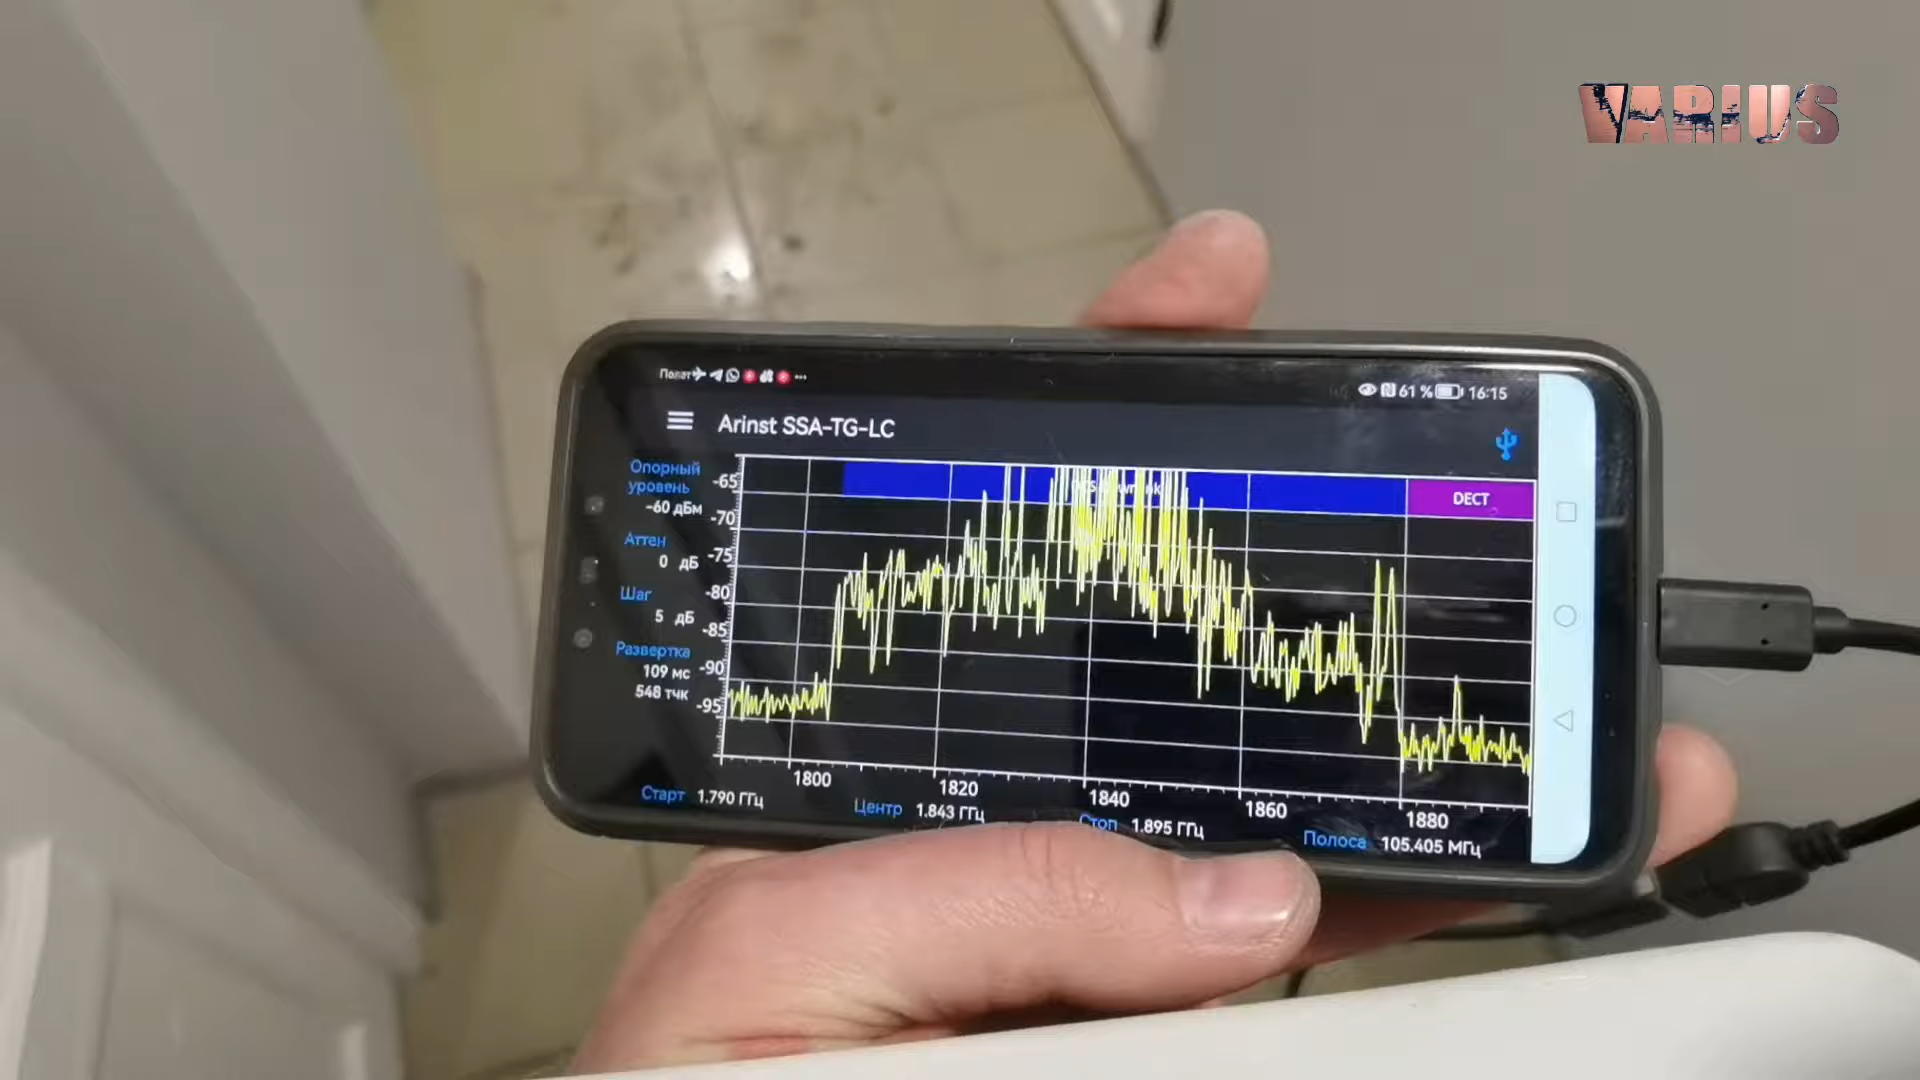 VARIUS
Полет
61 % 16:15
Arinst SSA-TG-LC
Опорный
уровень
-60 дБм
Аттен
0 дБ
Шаг
5 дБ
Развертка
109 мс
548 тчк
-65
-70
-75
-80
-85
-90
-95
DECT
1800
1820
1840
1860
1880
Старт 1.790 ГГц
Центр 1.843 ГГц
Стоп 1.895 ГГц
Полоса 105.405 МГц